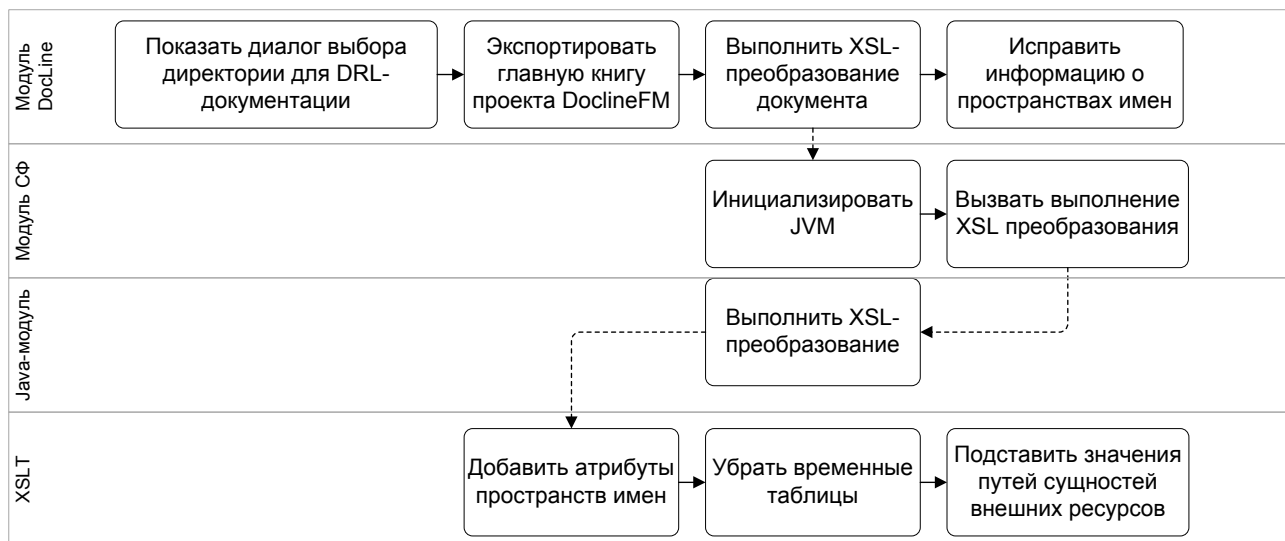 Модуль
DocLine
Показать диалог выбора
директории для DRL-
документации
Экспортировать
главную книгу
проекта DoclineFM
Выполнить XSL-
преобразование
документа
Исправить
информацию о
пространствах имен
Модуль СФ
Инициализировать
JVM
Вызвать выполнение
XSL преобразования
Java-модуль
Выполнить XSL-
преобразование
XSLT
Добавить атрибуты
пространств имен
Убрать временные
таблицы
Подставить значения
путей сущностей
внешних ресурсов